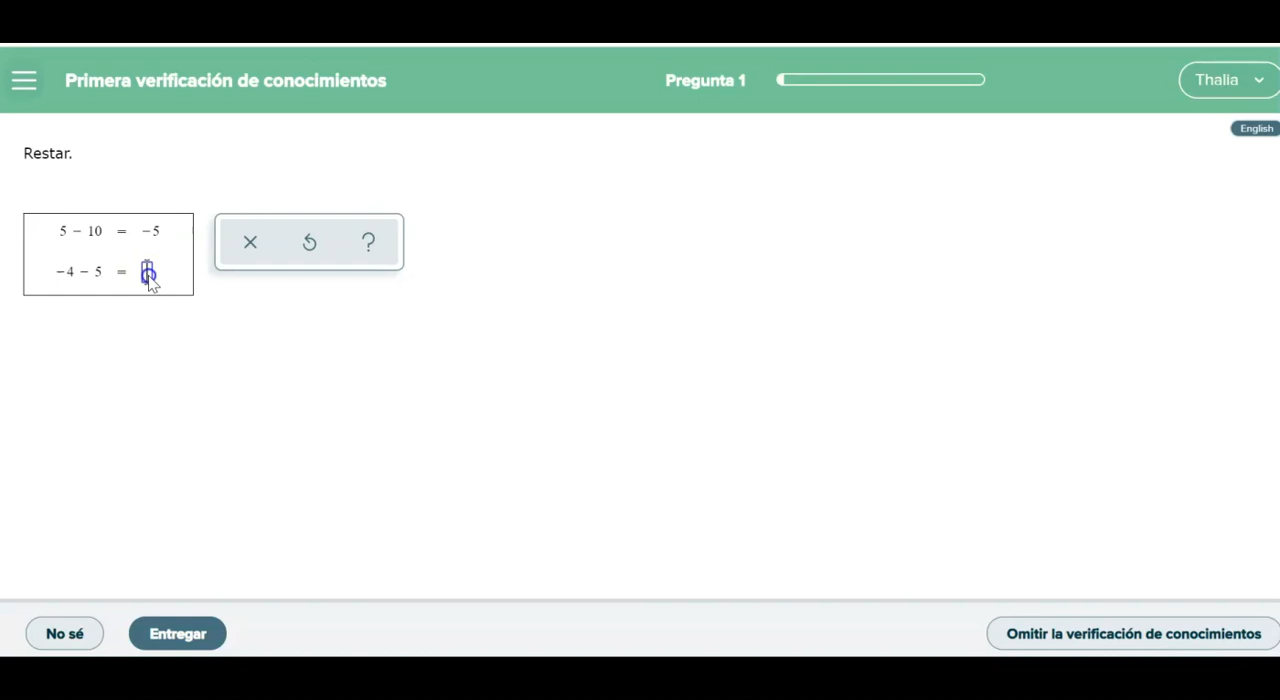 Primera verificación de conocimientos
Pregunta 1
Thalia
English
Restar.
5 − 10 = −5
−4 − 5 =
No sé
Entregar
Omitir la verificación de conocimientos